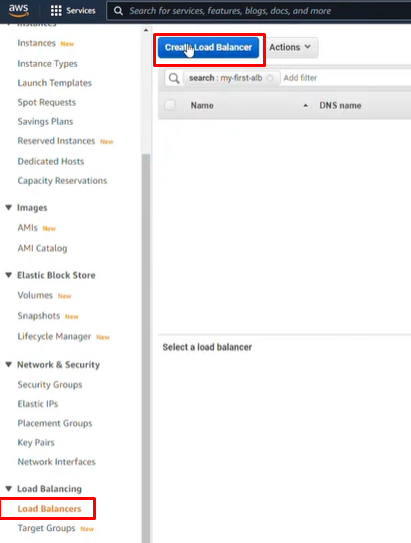 aws
Services
Search for services, features, blogs, docs, and more
Instances
Instances New
Instance Types
Launch Templates
Spot Requests
Savings Plans
Reserved Instances New
Dedicated Hosts
Capacity Reservations
Images
AMIs New
AMI Catalog
Elastic Block Store
Volumes New
Snapshots New
Lifecycle Manager New
Network & Security
Security Groups
Elastic IPs
Placement Groups
Key Pairs
Network Interfaces
Load Balancing
Load Balancers
Target Groups New
Create Load Balancer
Actions
search : my-first-alb
Add filter
Name
DNS name
Select a load balancer